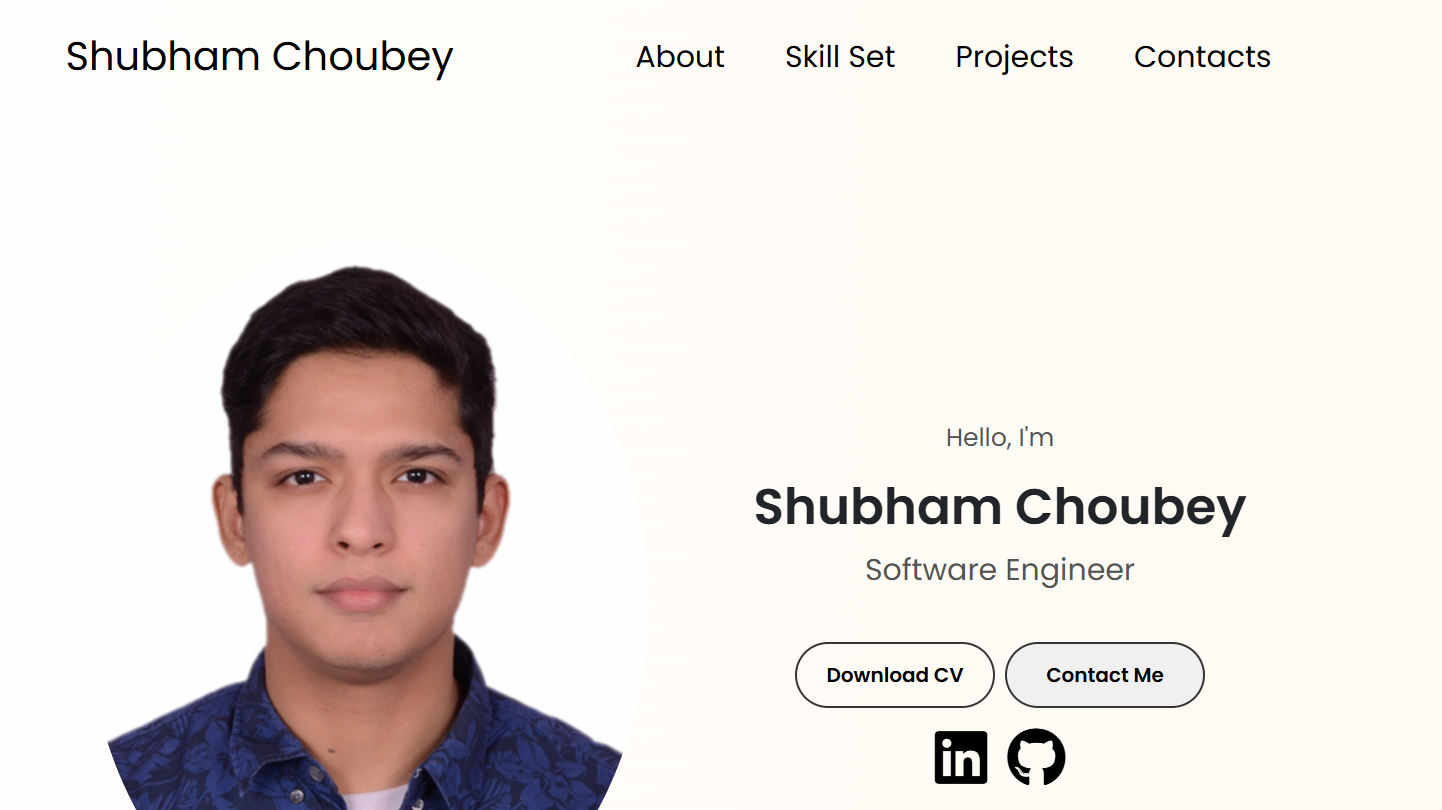 Shubham Choubey
About Skill Set Projects Contacts
Hello, I'm
Shubham Choubey
Software Engineer
Download CV Contact Me
in